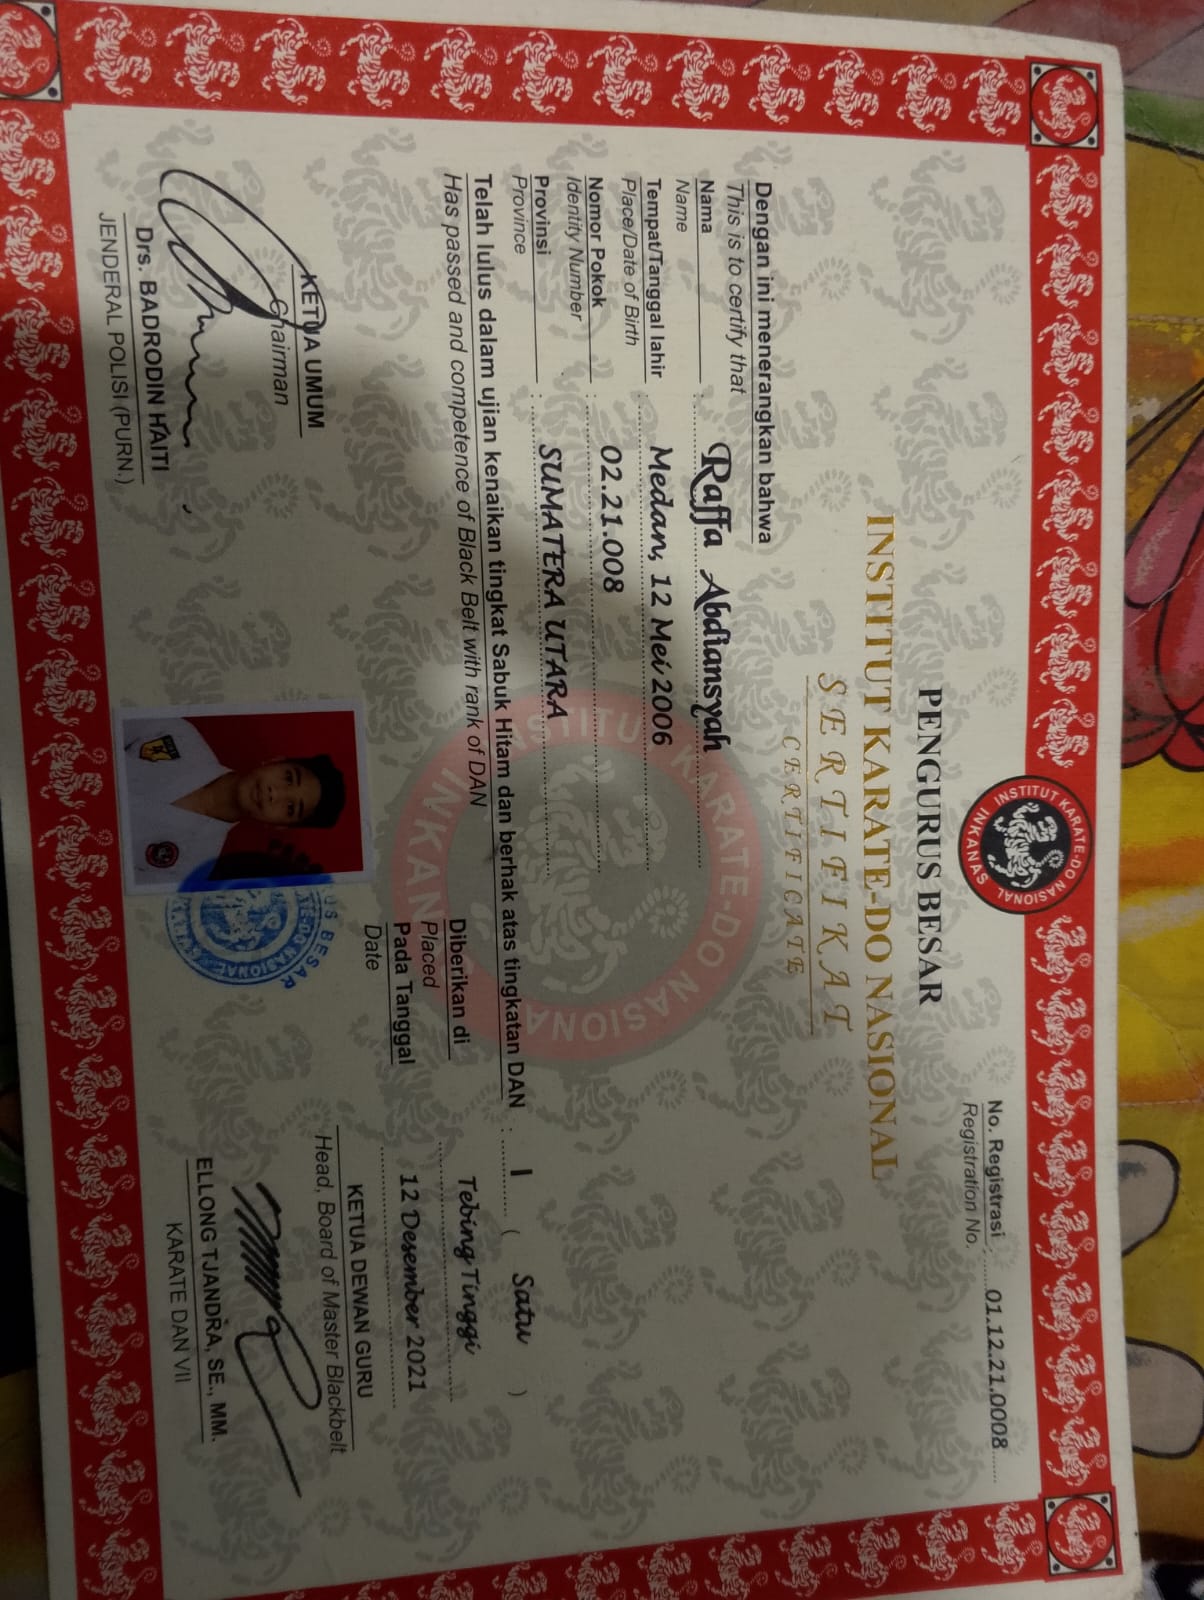 No. Registrasi : 01.12.21.0008
Registration No.
INSTITUT KARATE-DO NASIONAL
INKANAS
PENGURUS BESAR
INSTITUT KARATE-DO NASIONAL
SERTIFIKAT
CERTIFICATE
Dengan ini menerangkan bahwa
This is to certify that
Nama : Raffa Abdiansyah
Name
Tempat/Tanggal lahir : Medan, 12 Mei 2006
Place/Date of Birth
Nomor Pokok : 02.21.008
Identity Number
Provinsi : SUMATERA UTARA
Province
Telah lulus dalam ujian kenaikan tingkat Sabuk Hitam dan berhak atas tingkatan DAN : I ( Satu )
Has passed and competence of Black Belt with rank of DAN
INSTITUT KARATE-DO NASIONAL
INKANAS
Diberikan di : Tebing Tinggi
Placed
Pada Tanggal : 12 Desember 2021
Date
KETUA UMUM
Chairman
Drs. BADRODIN HAITI
JENDERAL POLISI (PURN.)
KETUA DEWAN GURU
Head, Board of Master Blackbelt
ELLONG TJANDRA, SE., MM.
KARATE DAN VII